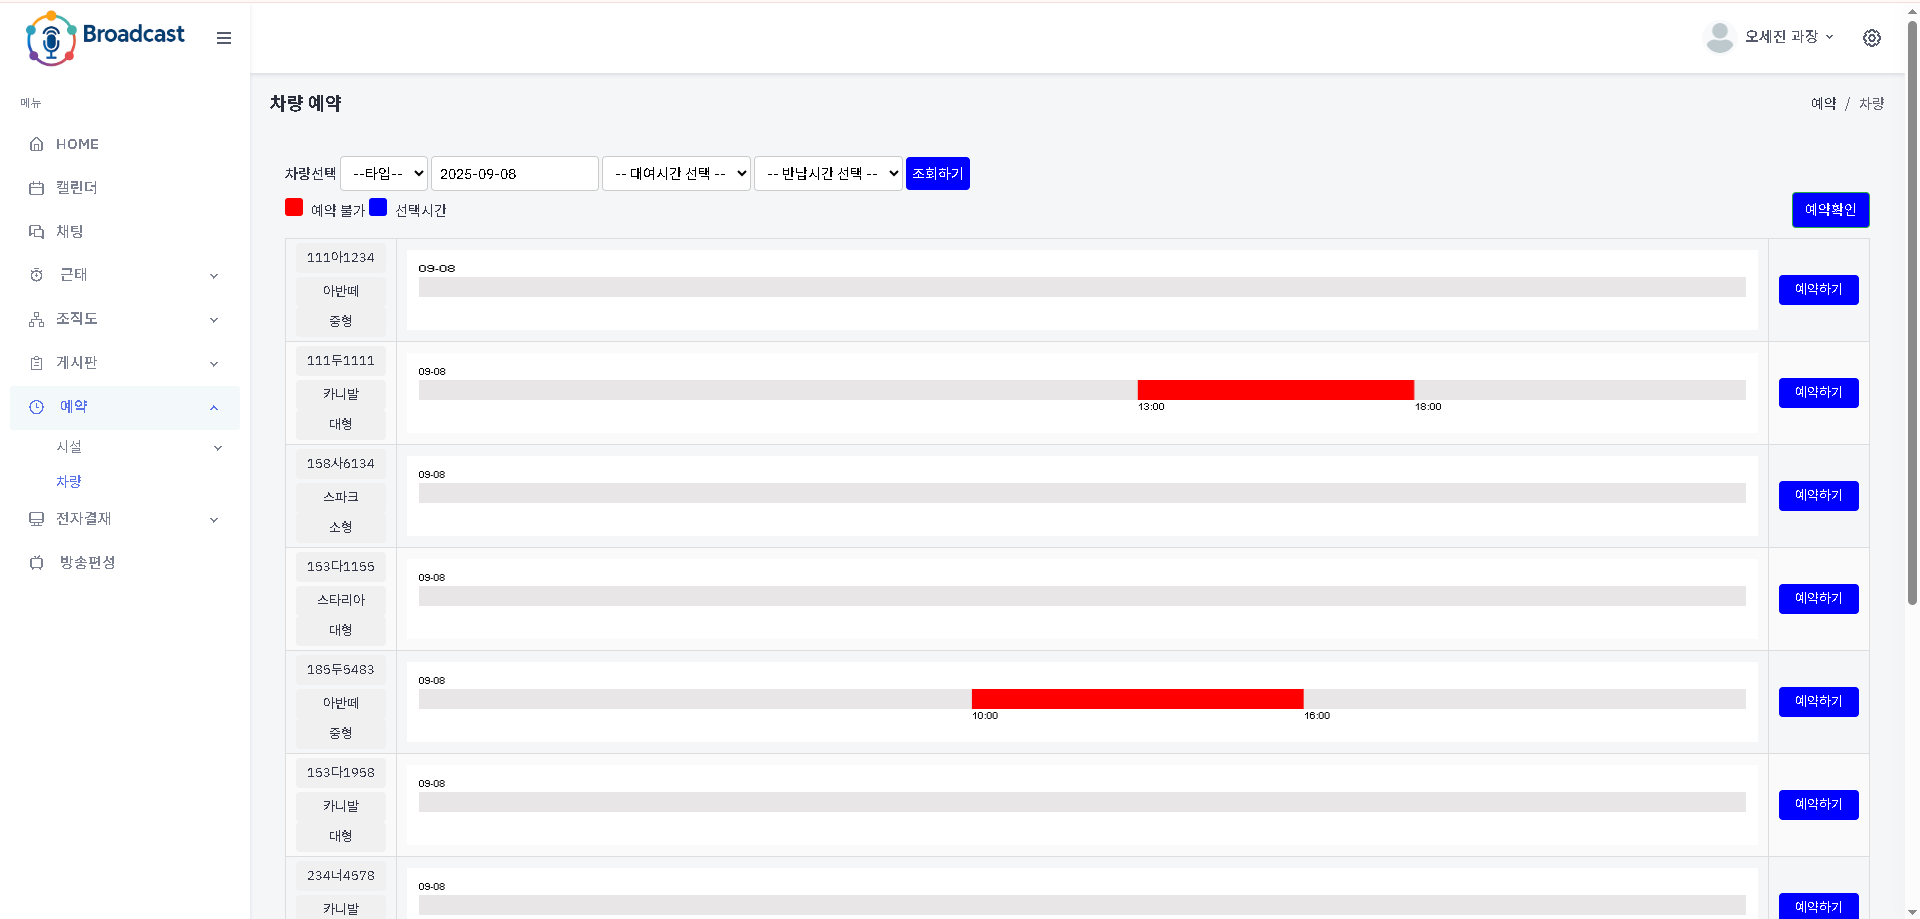 Broadcast
오세진 과장
메뉴
HOME
캘린더
채팅
근태
조직도
게시판
예약
시설
차량
전자결재
방송편성
차량 예약
예약 / 차량
차량선택 --타입-- 2025-09-08 -- 대여시간 선택 -- -- 반납시간 선택 -- 조회하기
예약 불가 선택시간
예약확인
111아1234
아반떼
중형
09-08
예약하기
111두1111
카니발
대형
09-08
13:00 18:00
예약하기
158사6134
스파크
소형
09-08
예약하기
153다1155
스타리아
대형
09-08
예약하기
185두5483
아반떼
중형
09-08
10:00 16:00
예약하기
153다1958
카니발
대형
09-08
예약하기
234너4578
카니발
09-08
예약하기